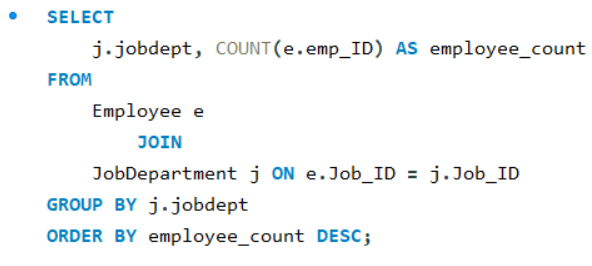 SELECT
j.jobdept, COUNT(e.emp_ID) AS employee_count
FROM
Employee e
JOIN
JobDepartment j ON e.Job_ID = j.Job_ID
GROUP BY j.jobdept
ORDER BY employee_count DESC;